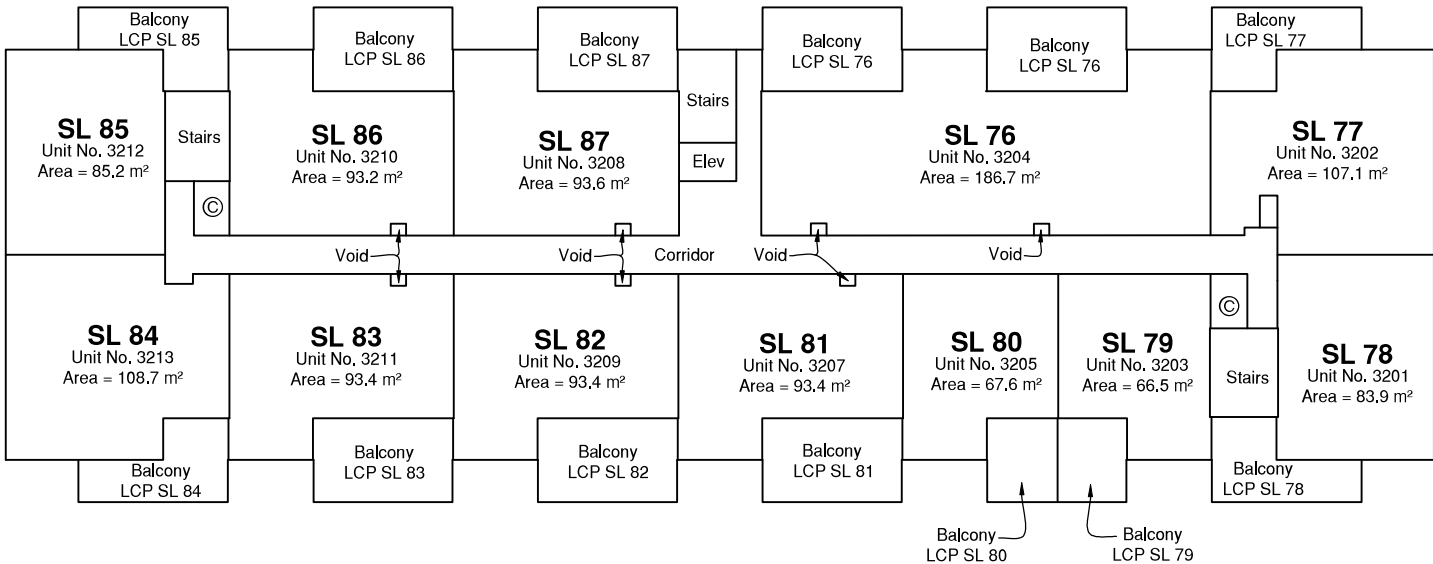 Balcony
LCP SL 85
Balcony
LCP SL 86
Balcony
LCP SL 87
Balcony
LCP SL 76
Balcony
LCP SL 76
Balcony
LCP SL 77
SL 85
Unit No. 3212
Area = 85.2 m²
Stairs
SL 86
Unit No. 3210
Area = 93.2 m²
SL 87
Unit No. 3208
Area = 93.6 m²
Stairs
Elev
SL 76
Unit No. 3204
Area = 186.7 m²
SL 77
Unit No. 3202
Area = 107.1 m²
©
Void
Void
Corridor
Void
Void
©
SL 84
Unit No. 3213
Area = 108.7 m²
SL 83
Unit No. 3211
Area = 93.4 m²
SL 82
Unit No. 3209
Area = 93.4 m²
SL 81
Unit No. 3207
Area = 93.4 m²
SL 80
Unit No. 3205
Area = 67.6 m²
SL 79
Unit No. 3203
Area = 66.5 m²
Stairs
SL 78
Unit No. 3201
Area = 83.9 m²
Balcony
LCP SL 84
Balcony
LCP SL 83
Balcony
LCP SL 82
Balcony
LCP SL 81
Balcony
LCP SL 78
Balcony
LCP SL 80
Balcony
LCP SL 79